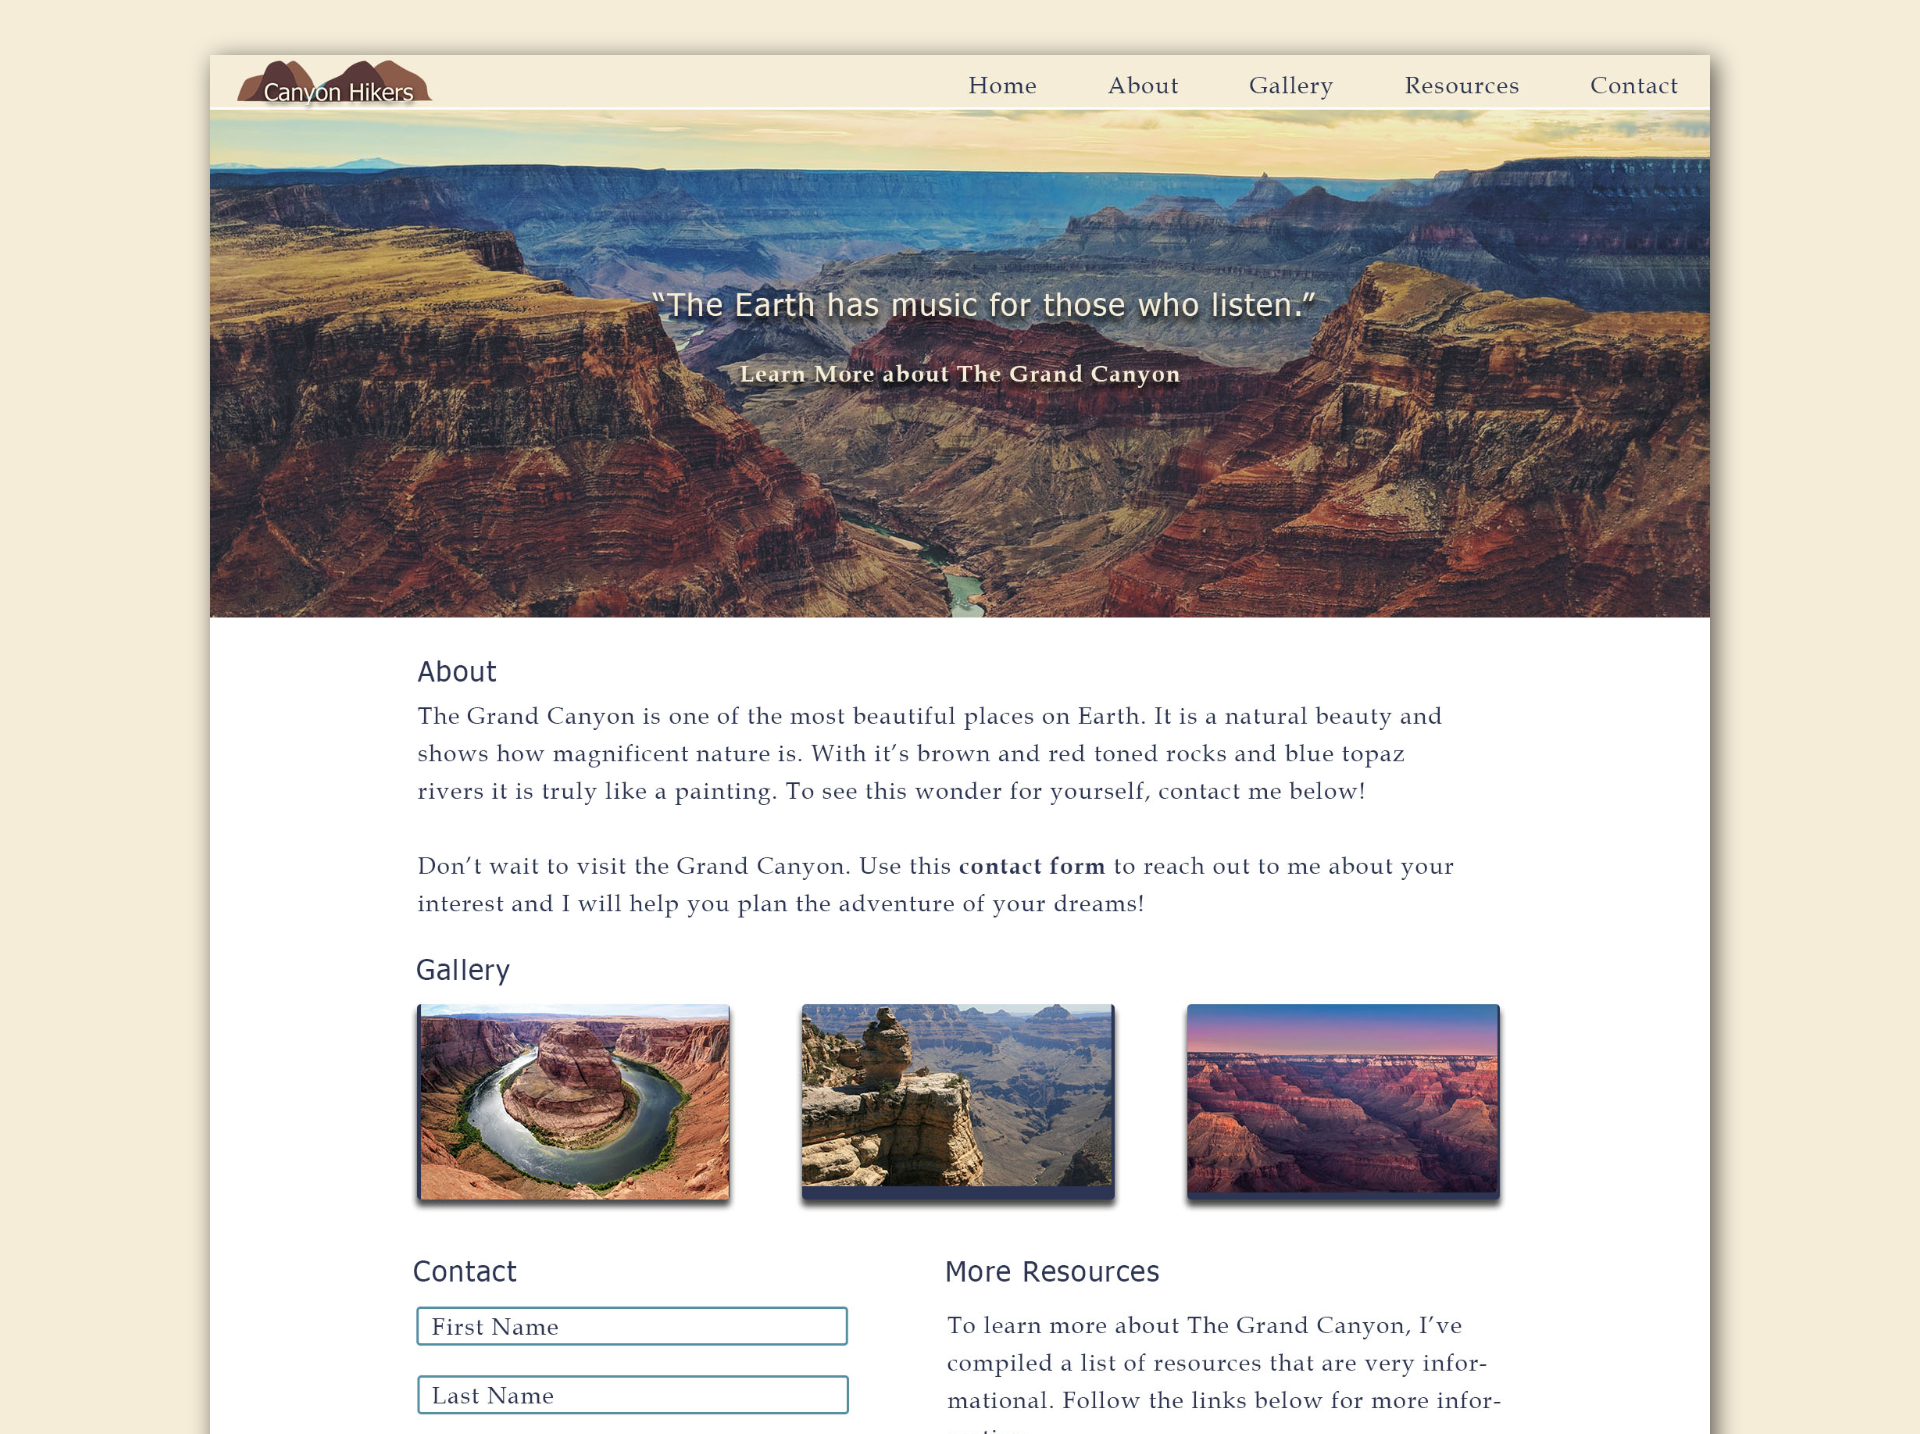 Canyon Hikers
Home About Gallery Resources Contact
“The Earth has music for those who listen.”
Learn More about The Grand Canyon
About
The Grand Canyon is one of the most beautiful places on Earth. It is a natural beauty and
shows how magnificent nature is. With it’s brown and red toned rocks and blue topaz
rivers it is truly like a painting. To see this wonder for yourself, contact me below!
Don’t wait to visit the Grand Canyon. Use this contact form to reach out to me about your
interest and I will help you plan the adventure of your dreams!
Gallery
Contact
First Name
Last Name
More Resources
To learn more about The Grand Canyon, I’ve
compiled a list of resources that are very infor-
mational. Follow the links below for more infor-